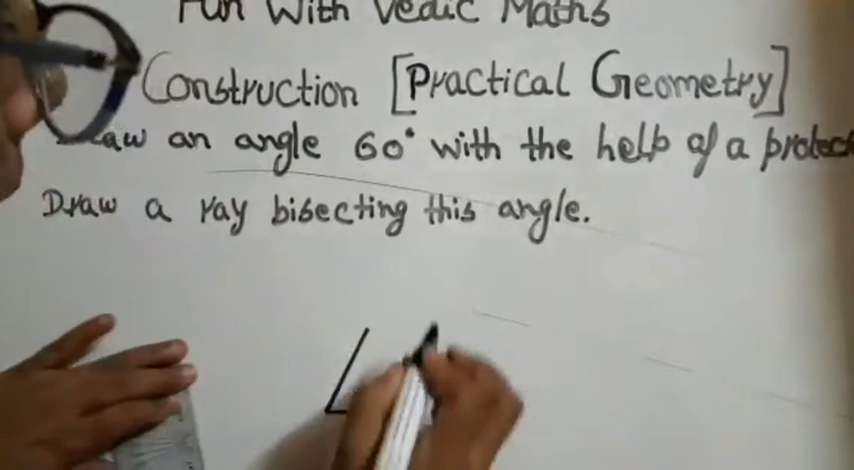 Fun With Vedic Maths
Construction [Practical Geometry]
an angle 60° with the help of a
Draw a ray bisecting this angle.